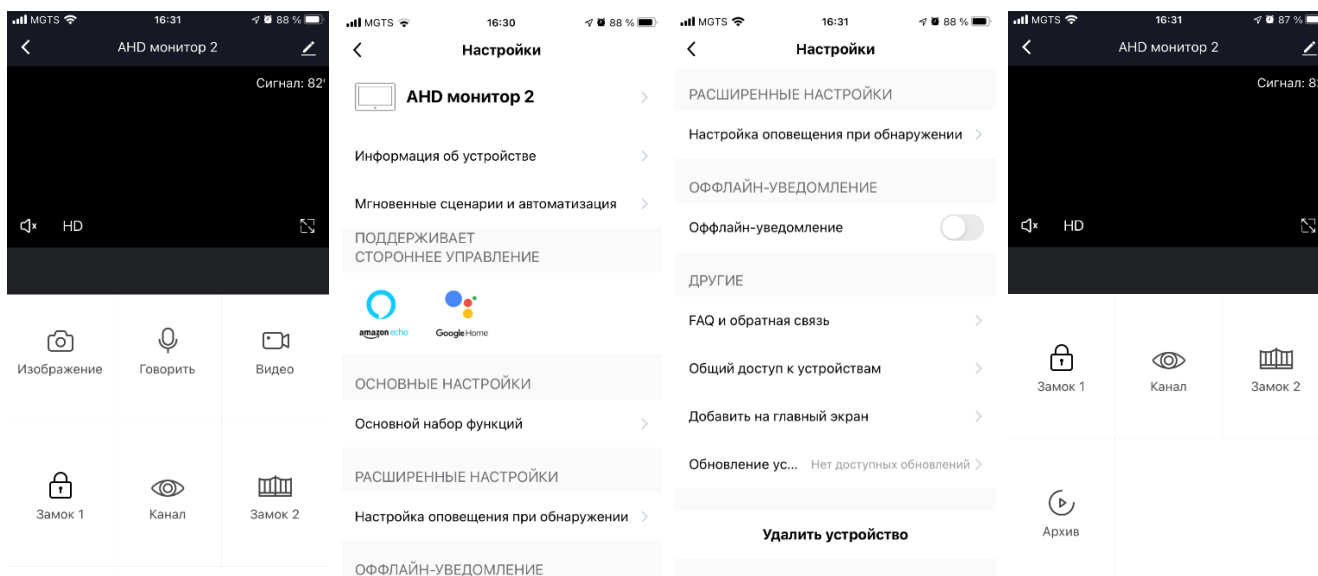 MGTS 16:31 88 %
AHD монитор 2
Сигнал: 82
HD
Изображение Говорить Видео
Замок 1 Канал Замок 2
MGTS 16:30 88 %
Настройки
AHD монитор 2
Информация об устройстве
Мгновенные сценарии и автоматизация
ПОДДЕРЖИВАЕТ
СТОРОННЕЕ УПРАВЛЕНИЕ
amazon echo Google Home
ОСНОВНЫЕ НАСТРОЙКИ
Основной набор функций
РАСШИРЕННЫЕ НАСТРОЙКИ
Настройка оповещения при обнаружении
ОФФЛАЙН-УВЕДОМЛЕНИЕ
MGTS 16:31 88 %
Настройки
РАСШИРЕННЫЕ НАСТРОЙКИ
Настройка оповещения при обнаружении
ОФФЛАЙН-УВЕДОМЛЕНИЕ
Оффлайн-уведомление
ДРУГИЕ
FAQ и обратная связь
Общий доступ к устройствам
Добавить на главный экран
Обновление ус... Нет доступных обновлений
Удалить устройство
MGTS 16:31 87 %
AHD монитор 2
Сигнал: 8
HD
Замок 1 Канал Замок 2
Архив